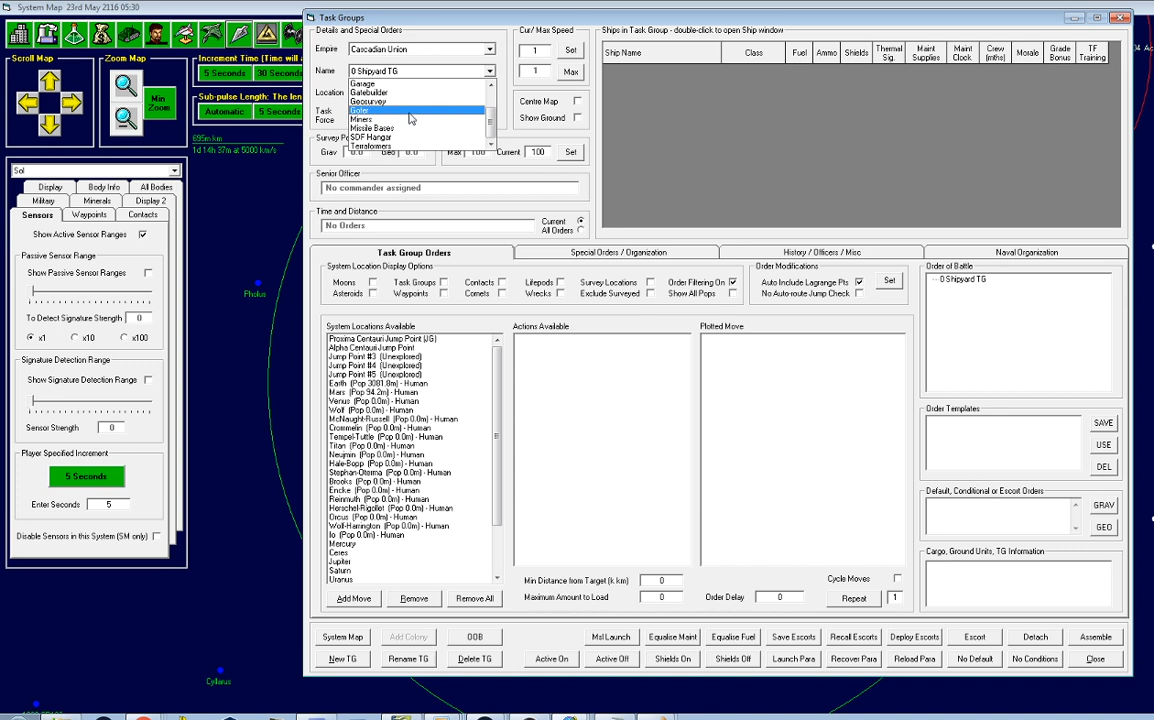 System Map  23rd May 2116 05:30
Scroll Map
Zoom Map
Min Zoom
Increment Time (Time will a
5 Seconds
30 Secon
Sub-pulse Length: The len
Automatic
5 Second
695m km
1d 14h 37m at 5000 km/s
Sol
Display
Body Info
All Bodies
Military
Minerals
Display 2
Sensors
Waypoints
Contacts
Show Active Sensor Ranges
Passive Sensor Range
Show Passive Sensor Ranges
To Detect Signature Strength
0
x1
x10
x100
Signature Detection Range
Show Signature Detection Range
Sensor Strength
0
Player Specified Increment
5 Seconds
Enter Seconds
5
Disable Sensors in this System (SM only)
Pholus
Cyllarus
Task Groups
Details and Special Orders
Empire
Cascadian Union
Name
0 Shipyard TG
Location
Task Force
Garage
Gatebuilder
Geosurvey
Gofer
Miners
Missile Bases
SDF Hangar
Terraformers
Cur/ Max Speed
1
Set
1
Max
Centre Map
Show Ground
Survey Po
Grav
0.0
Geo
0.0
Max
100
Current
100
Set
Senior Officer
No commander assigned
Time and Distance
No Orders
Current
All Orders
Ships in Task Group - double-click to open Ship window
Ship Name
Class
Fuel
Ammo
Shields
Thermal Sig.
Maint Supplies
Maint Clock
Crew (mths)
Morale
Grade Bonus
TF Training
Task Group Orders
Special Orders / Organization
History / Officers / Misc
Naval Organization
System Location Display Options
Moons
Task Groups
Contacts
Lifepods
Survey Locations
Order Filtering On
Asteroids
Waypoints
Comets
Wrecks
Exclude Surveyed
Show All Pops
Order Modifications
Auto Include Lagrange Pts
No Auto-route Jump Check
Set
Order of Battle
0 Shipyard TG
System Locations Available
Actions Available
Plotted Move
Proxima Centauri Jump Point (JG)
Alpha Centauri Jump Point
Jump Point #3  (Unexplored)
Jump Point #4  (Unexplored)
Jump Point #5  (Unexplored)
Earth  (Pop 3081.8m) - Human
Mars  (Pop 94.2m) - Human
Venus  (Pop 0.0m) - Human
Wolf  (Pop 0.0m) - Human
McNaught-Russell  (Pop 0.0m) - Human
Crommelin  (Pop 0.0m) - Human
Tempel-Tuttle  (Pop 0.0m) - Human
Titan  (Pop 0.0m) - Human
Neujmin  (Pop 0.0m) - Human
Hale-Bopp  (Pop 0.0m) - Human
Stephan-Oterma  (Pop 0.0m) - Human
Brooks  (Pop 0.0m) - Human
Encke  (Pop 0.0m) - Human
Reinmuth  (Pop 0.0m) - Human
Herschel-Rigollet  (Pop 0.0m) - Human
Orcus  (Pop 0.0m) - Human
Wolf-Harrington  (Pop 0.0m) - Human
Io  (Pop 0.0m) - Human
Mercury
Ceres
Jupiter
Saturn
Uranus
Order Templates
SAVE
USE
DEL
Default, Conditional or Escort Orders
GRAV
GEO
Cargo, Ground Units, TG Information
Min Distance from Target (k km)
0
Cycle Moves
Maximum Amount to Load
0
Order Delay
0
Repeat
1
Add Move
Remove
Remove All
System Map
Add Colony
OOB
Msl Launch
Equalise Maint
Equalise Fuel
Save Escorts
Recall Escorts
Deploy Escorts
Escort
Detach
Assemble
New TG
Rename TG
Delete TG
Active On
Active Off
Shields On
Shields Off
Launch Para
Recover Para
Reload Para
No Default
No Conditions
Close